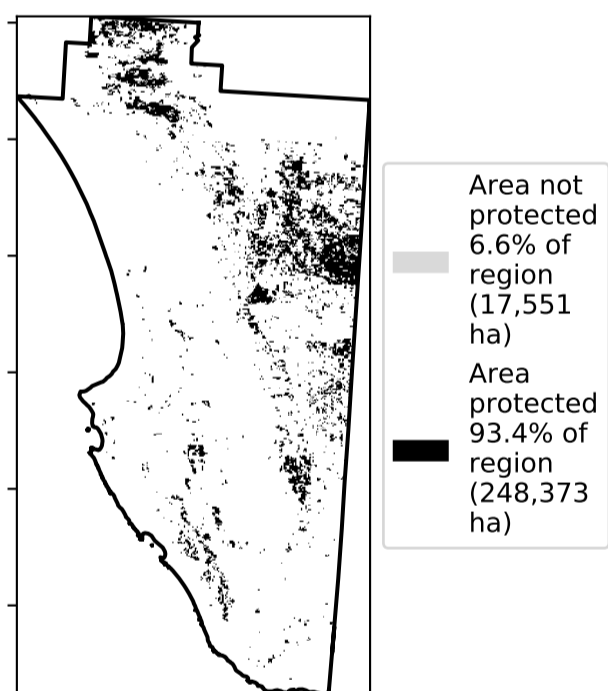 Area not
protected
6.6% of
region
(17,551
ha)
Area
protected
93.4% of
region
(248,373
ha)